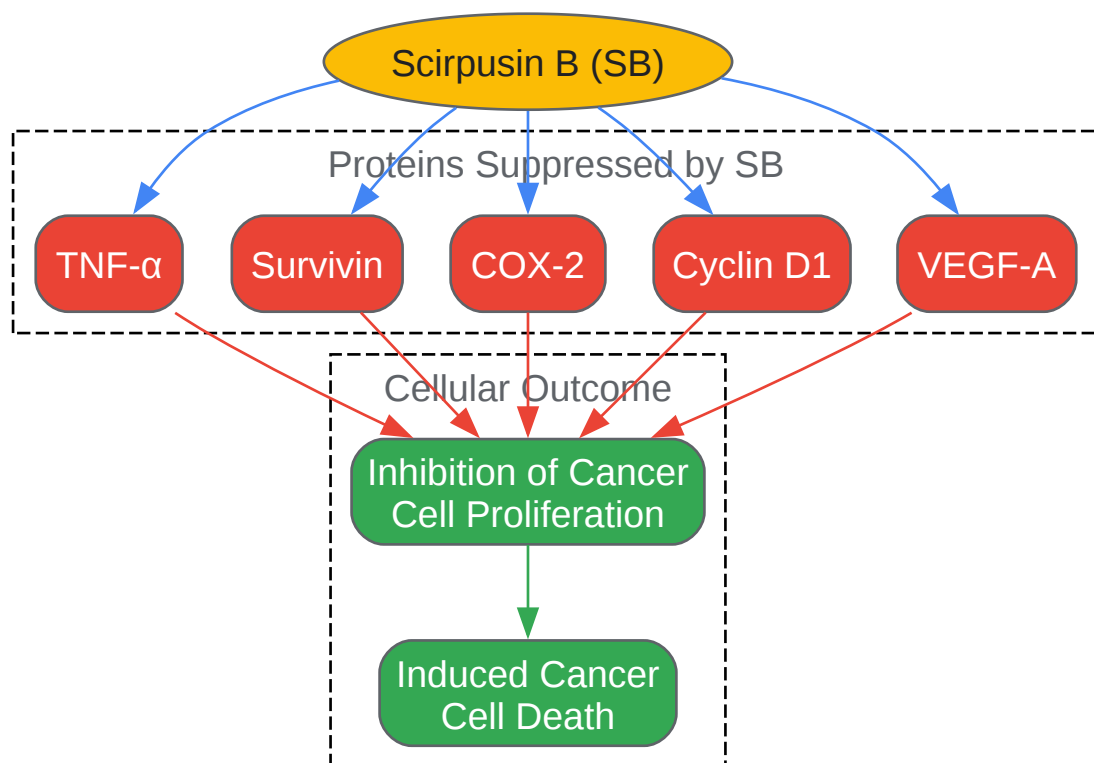 Scirpusin B (SB)
Proteins Suppressed by SB
TNF-α
Survivin
COX-2
Cyclin D1
VEGF-A
Cellular Outcome
Inhibition of Cancer
Cell Proliferation
Induced Cancer
Cell Death